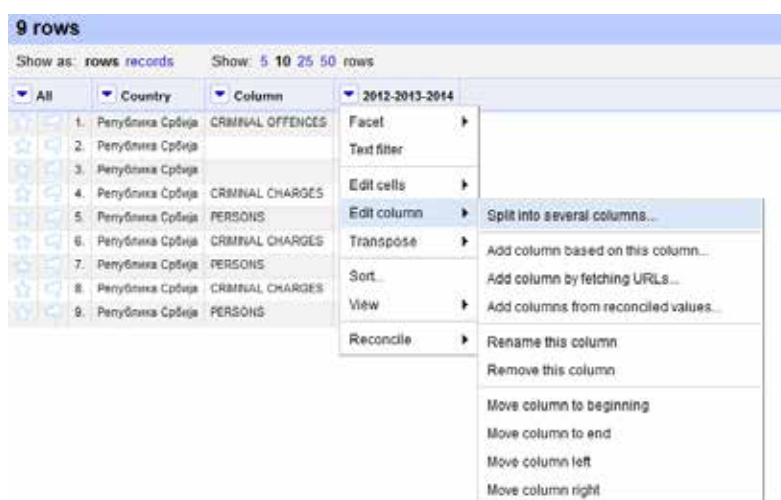 9 rows
Show as: rows records Show: 5 10 25 50 rows
All Country Column 2012-2013-2014
1. Република Србија CRIMINAL OFFENCES
2. Република Србија
3. Република Србија
4. Република Србија CRIMINAL CHARGES
5. Република Србија PERSONS
6. Република Србија CRIMINAL CHARGES
7. Република Србија PERSONS
8. Република Србија CRIMINAL CHARGES
9. Република Србија PERSONS
Facet
Text filter
Edit cells
Edit column
Transpose
Sort...
View
Reconcile
Split into several columns...
Add column based on this column...
Add column by fetching URLs...
Add columns from reconciled values...
Rename this column
Remove this column
Move column to beginning
Move column to end
Move column left
Move column right